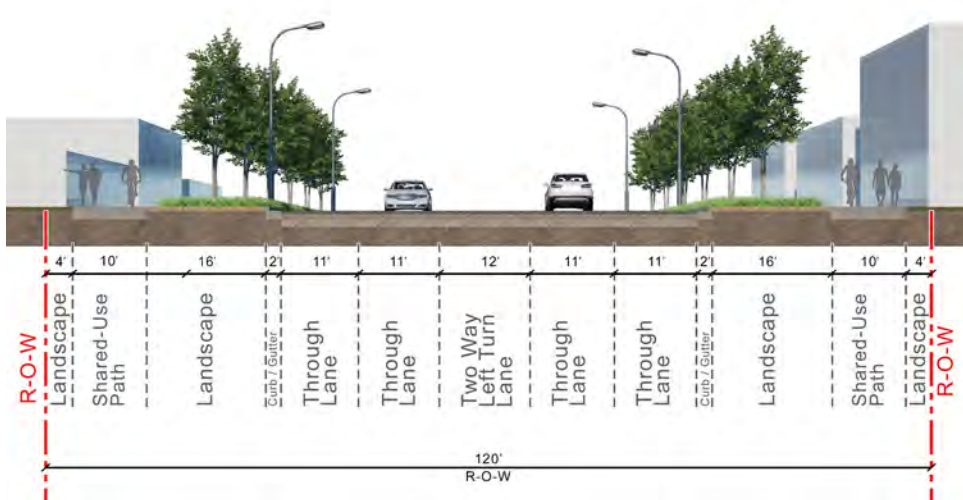 4' 10' 16' 2' 11' 11' 12' 11' 11' 2' 16' 10' 4'
R-O-W
Landscape
Shared-Use
Path
Landscape
Curb / Gutter
Through
Lane
Through
Lane
Two Way
Left Turn
Lane
Through
Lane
Through
Lane
Curb / Gutter
Landscape
Shared-Use
Path
Landscape
R-O-W
120'
R-O-W